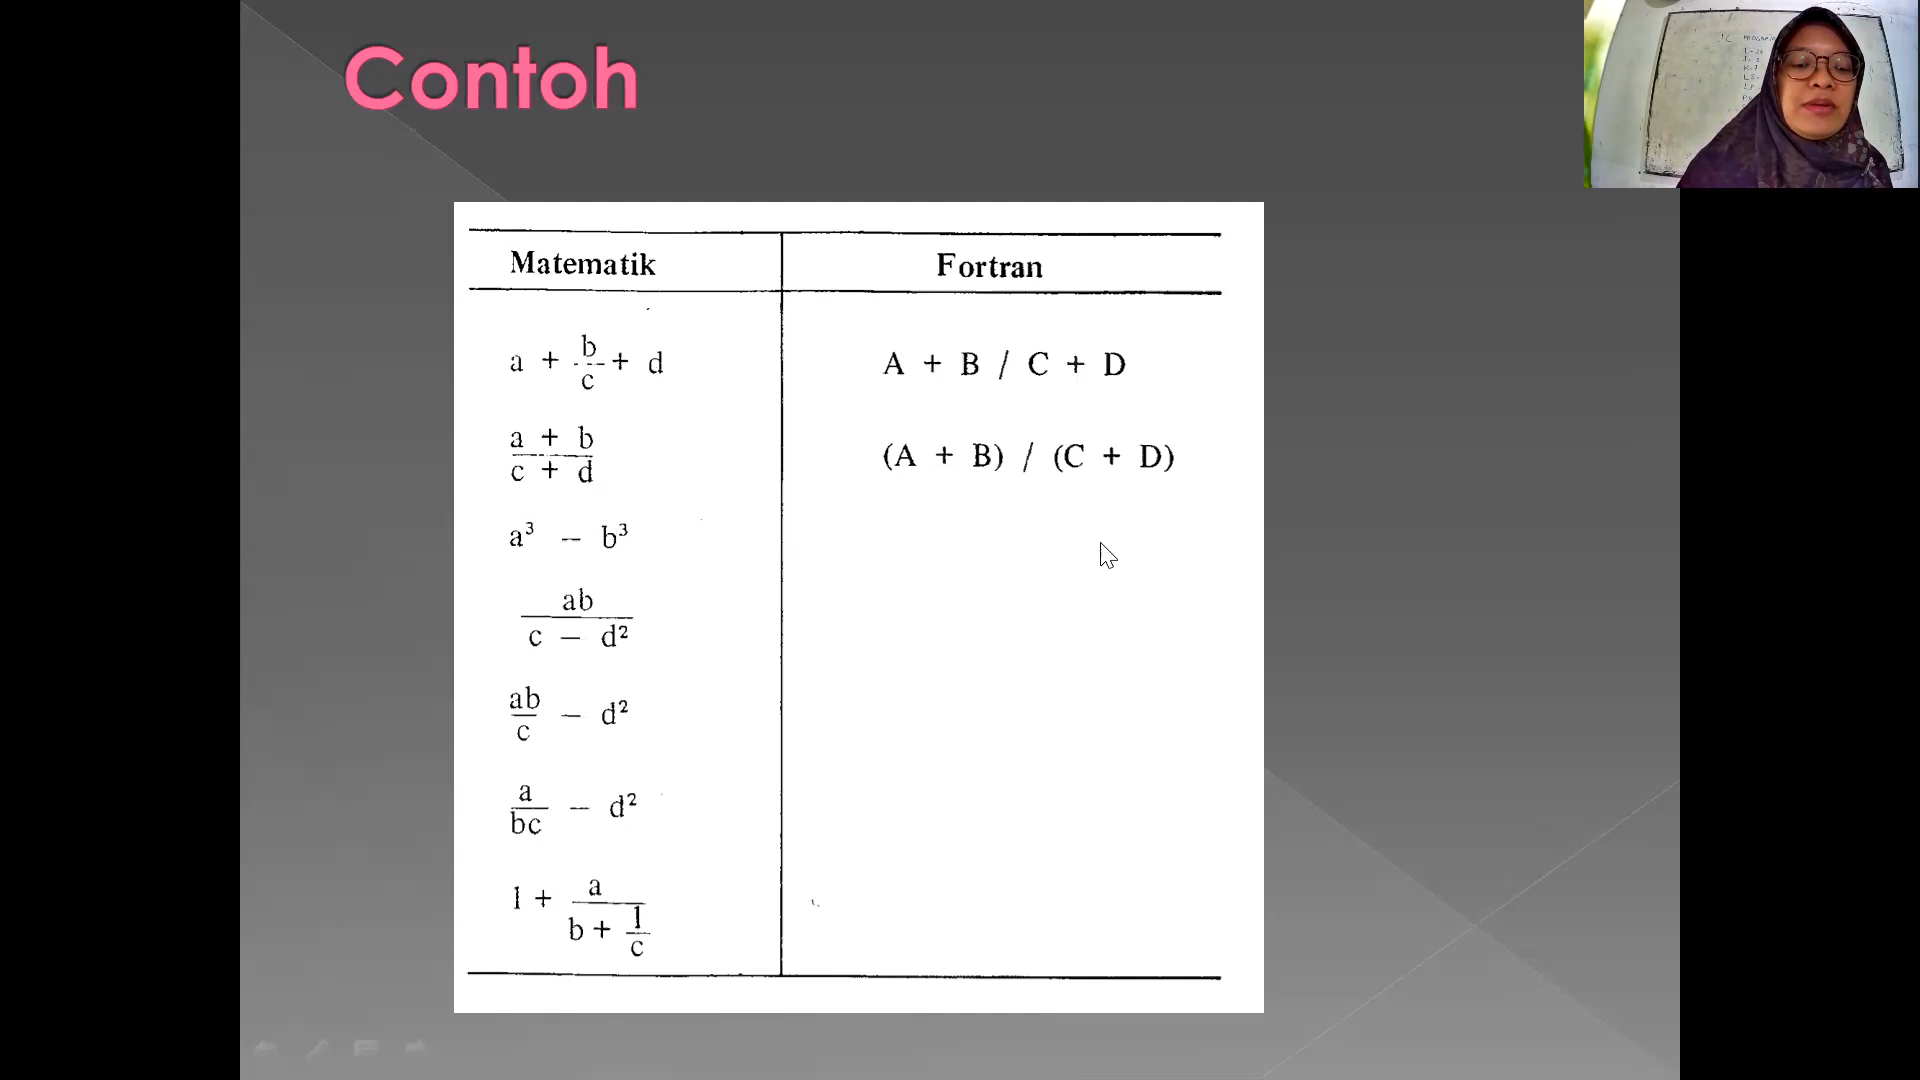 Contoh
Matematik Fortran
a + b/c + d A + B / C + D
a + b / c + d (A + B) / (C + D)
a³ − b³
ab / c − d²
ab/c − d²
a/bc − d²
1 + a / b + 1/c